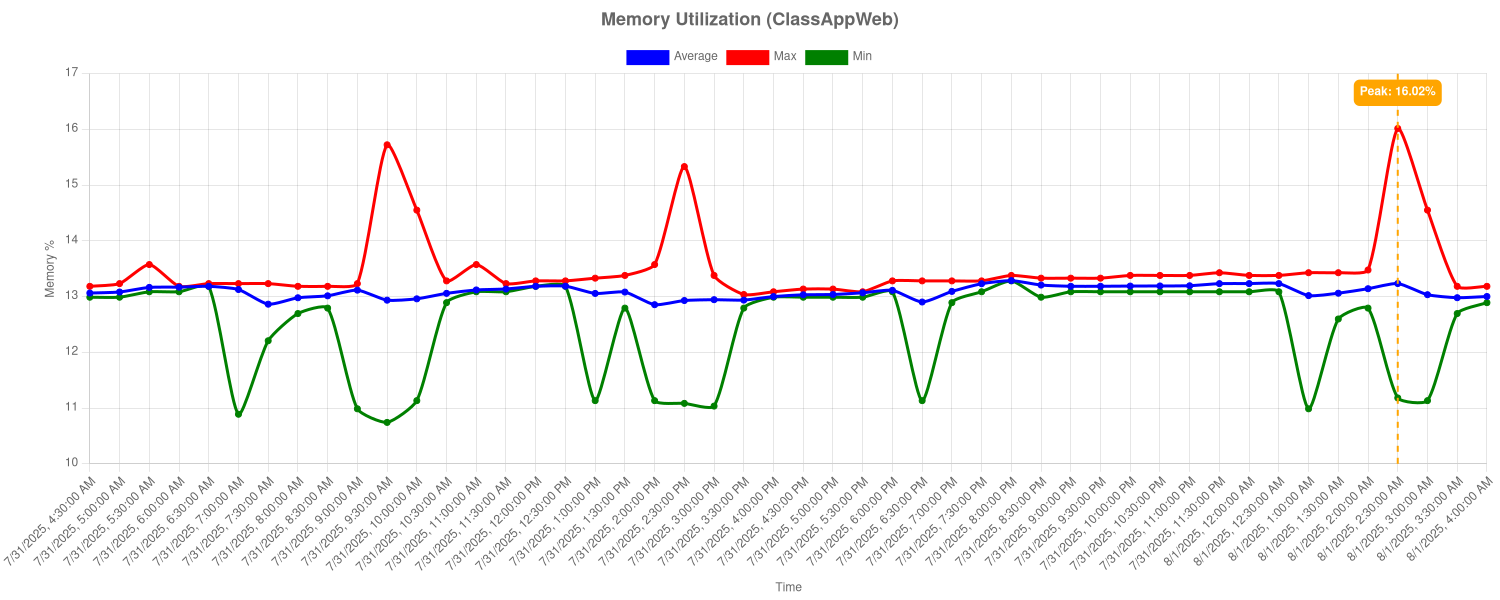 Memory Utilization (ClassAppWeb)
Average Max Min
Peak: 16.02%
Memory %
17
16
15
14
13
12
11
10
7/31/2025, 4:30:00 AM
7/31/2025, 5:00:00 AM
7/31/2025, 5:30:00 AM
7/31/2025, 6:00:00 AM
7/31/2025, 6:30:00 AM
7/31/2025, 7:00:00 AM
7/31/2025, 7:30:00 AM
7/31/2025, 8:00:00 AM
7/31/2025, 8:30:00 AM
7/31/2025, 9:00:00 AM
7/31/2025, 9:30:00 AM
7/31/2025, 10:00:00 AM
7/31/2025, 10:30:00 AM
7/31/2025, 11:00:00 AM
7/31/2025, 11:30:00 AM
7/31/2025, 12:00:00 PM
7/31/2025, 12:30:00 PM
7/31/2025, 1:00:00 PM
7/31/2025, 1:30:00 PM
7/31/2025, 2:00:00 PM
7/31/2025, 2:30:00 PM
7/31/2025, 3:00:00 PM
7/31/2025, 3:30:00 PM
7/31/2025, 4:00:00 PM
7/31/2025, 4:30:00 PM
7/31/2025, 5:00:00 PM
7/31/2025, 5:30:00 PM
7/31/2025, 6:00:00 PM
7/31/2025, 6:30:00 PM
7/31/2025, 7:00:00 PM
7/31/2025, 7:30:00 PM
7/31/2025, 8:00:00 PM
7/31/2025, 8:30:00 PM
7/31/2025, 9:00:00 PM
7/31/2025, 9:30:00 PM
7/31/2025, 10:00:00 PM
7/31/2025, 10:30:00 PM
7/31/2025, 11:00:00 PM
7/31/2025, 11:30:00 PM
8/1/2025, 12:00:00 AM
8/1/2025, 12:30:00 AM
8/1/2025, 1:00:00 AM
8/1/2025, 1:30:00 AM
8/1/2025, 2:00:00 AM
8/1/2025, 2:30:00 AM
8/1/2025, 3:00:00 AM
8/1/2025, 3:30:00 AM
8/1/2025, 4:00:00 AM
Time